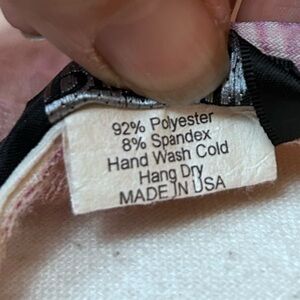 92% Polyester
8% Spandex
Hand Wash Cold
Hang Dry
MADE IN USA